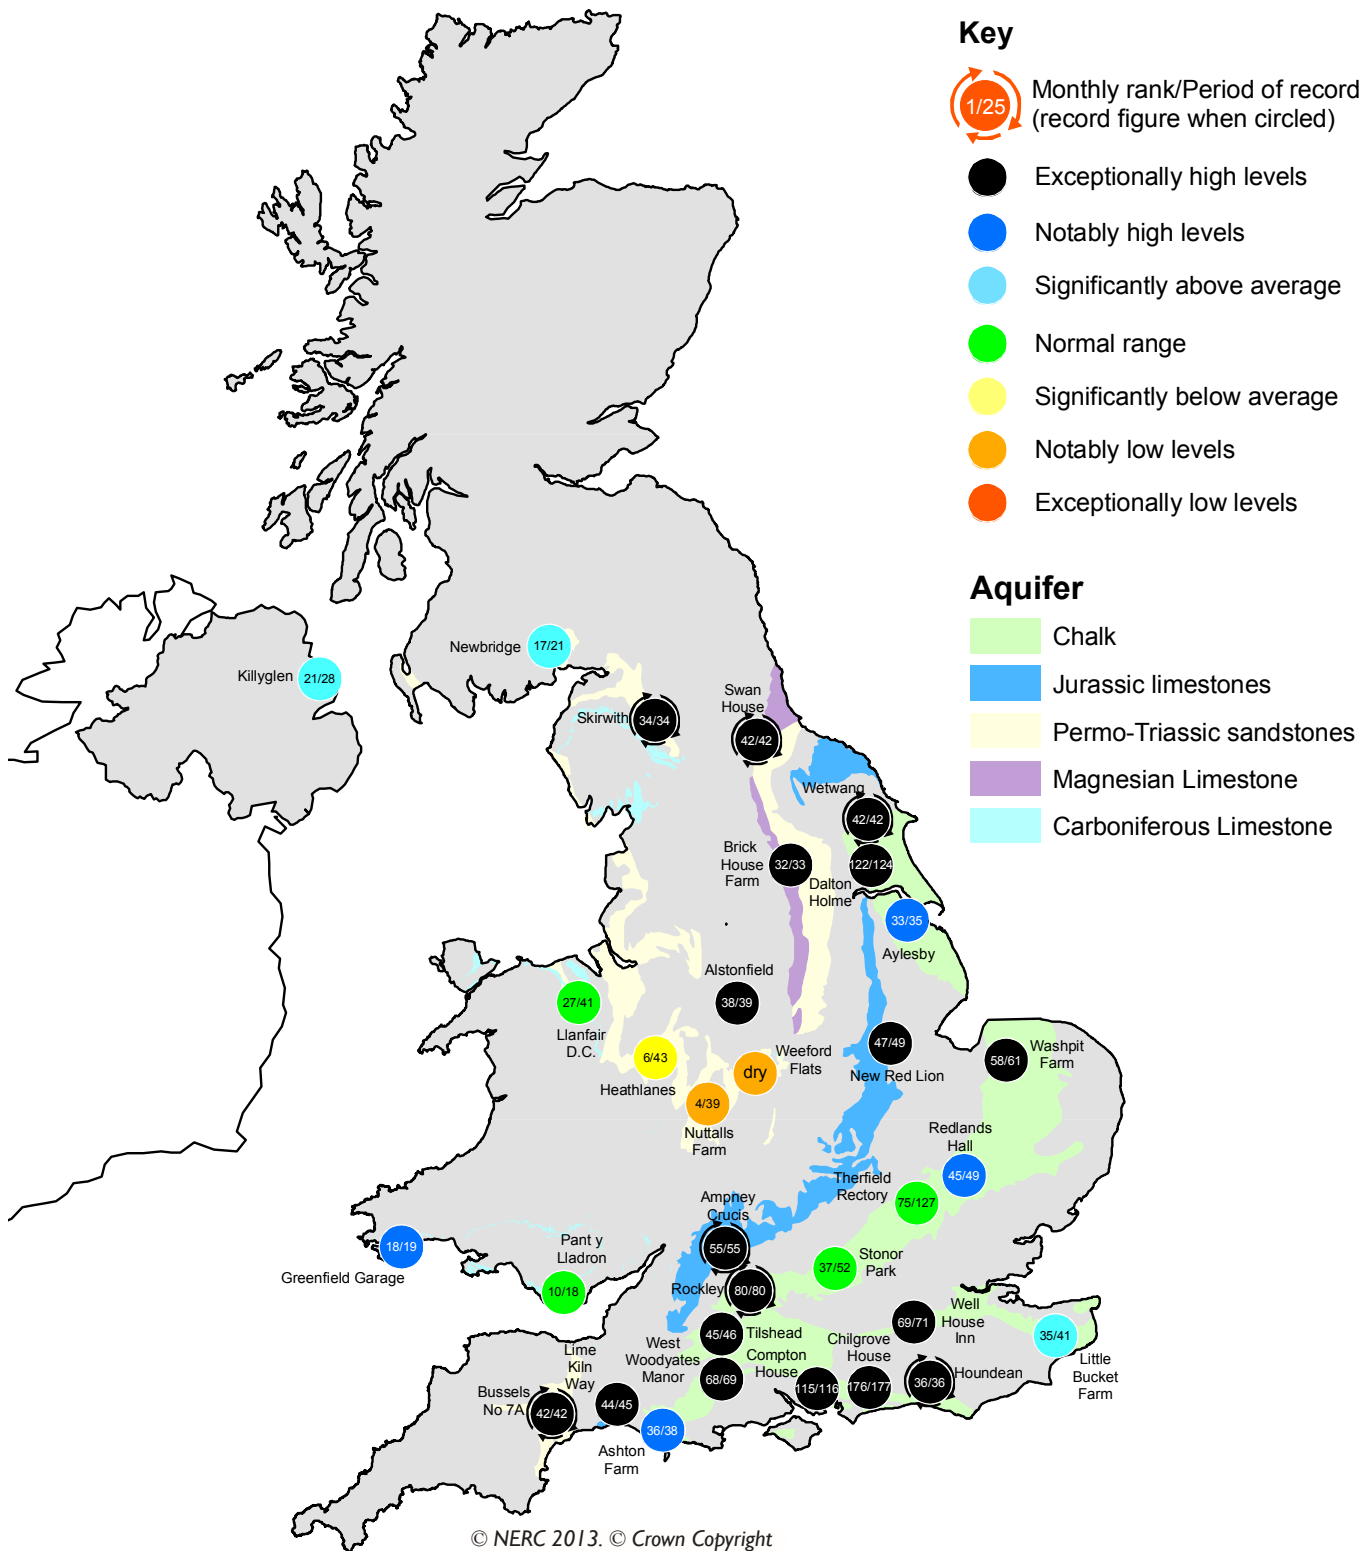 Key
1/25
Monthly rank/Period of record
(record figure when circled)
Exceptionally high levels
Notably high levels
Significantly above average
Normal range
Significantly below average
Notably low levels
Exceptionally low levels
Aquifer
Chalk
Jurassic limestones
Permo-Triassic sandstones
Magnesian Limestone
Carboniferous Limestone
Newbridge
17/21
Killyglen
21/28
Skirwith
34/34
Swan
House
42/42
Wetwang
42/42
Brick
House
Farm
32/33
Dalton
Holme
122/124
33/35
Aylesby
Alstonfield
38/39
27/41
Llanfair
D.C.
6/43
Heathlanes
dry
Weeford
Flats
4/39
Nuttalls
Farm
47/49
New Red Lion
58/61
Washpit
Farm
Redlands
Hall
45/49
Therfield
Rectory
75/127
Ampney
Crucis
55/55
Stonor
Park
37/52
Rockley
80/80
18/19
Greenfield Garage
Pant y
Lladron
10/18
45/46
Tilshead
West
Woodyates
Manor
68/69
Compton
House
115/116
Chilgrove
House
176/177
Well
House
Inn
69/71
Houndean
36/36
35/41
Little
Bucket
Farm
Lime
Kiln
Way
44/45
Bussels
No 7A
42/42
36/38
Ashton
Farm
© NERC 2013. © Crown Copyright